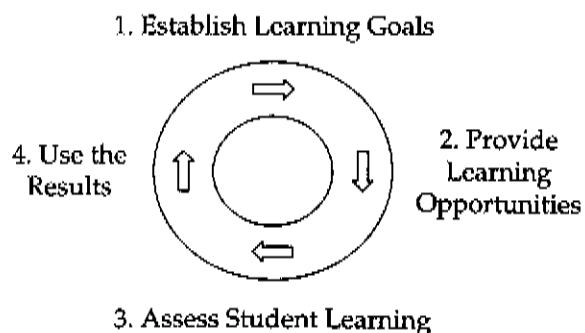 1. Establish Learning Goals
2. Provide
Learning
Opportunities
3. Assess Student Learning
4. Use the
Results